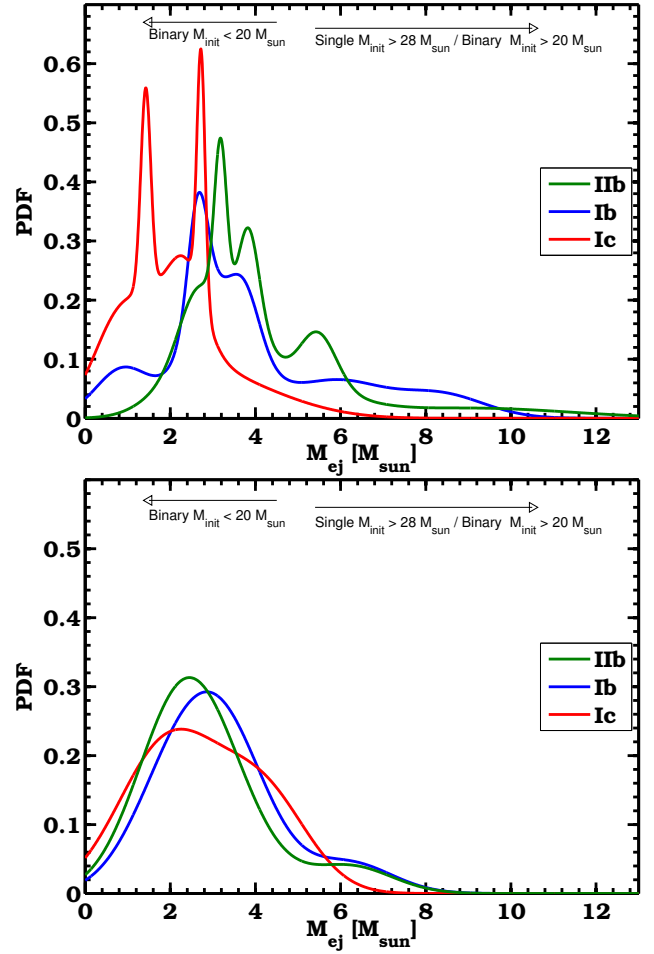 Binary M_init < 20 M_sun
Single M_init > 28 M_sun / Binary M_init > 20 M_sun
0.6
0.5
0.4
0.3
0.2
0.1
0
PDF
IIb
Ib
Ic
0 2 4 6 8 10 12
M_ej [M_sun]
Binary M_init < 20 M_sun
Single M_init > 28 M_sun / Binary M_init > 20 M_sun
0.5
0.4
0.3
0.2
0.1
0
PDF
IIb
Ib
Ic
0 2 4 6 8 10 12
M_ej [M_sun]